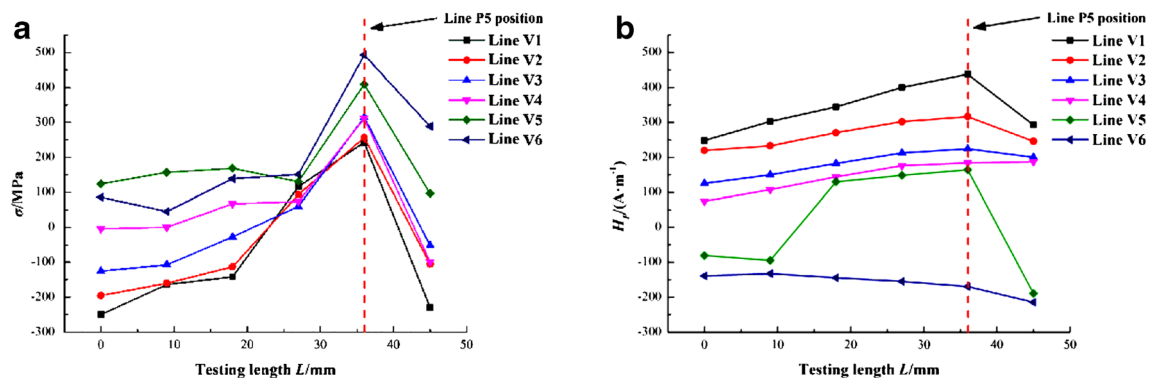 a
Line P5 position
Line V1
Line V2
Line V3
Line V4
Line V5
Line V6
500
400
300
200
100
0
-100
-200
-300
σ/MPa
0
10
20
30
40
50
Testing length L/mm
b
Line P5 position
Line V1
Line V2
Line V3
Line V4
Line V5
Line V6
500
400
300
200
100
0
-100
-200
-300
0
10
20
30
40
50
Testing length L/mm